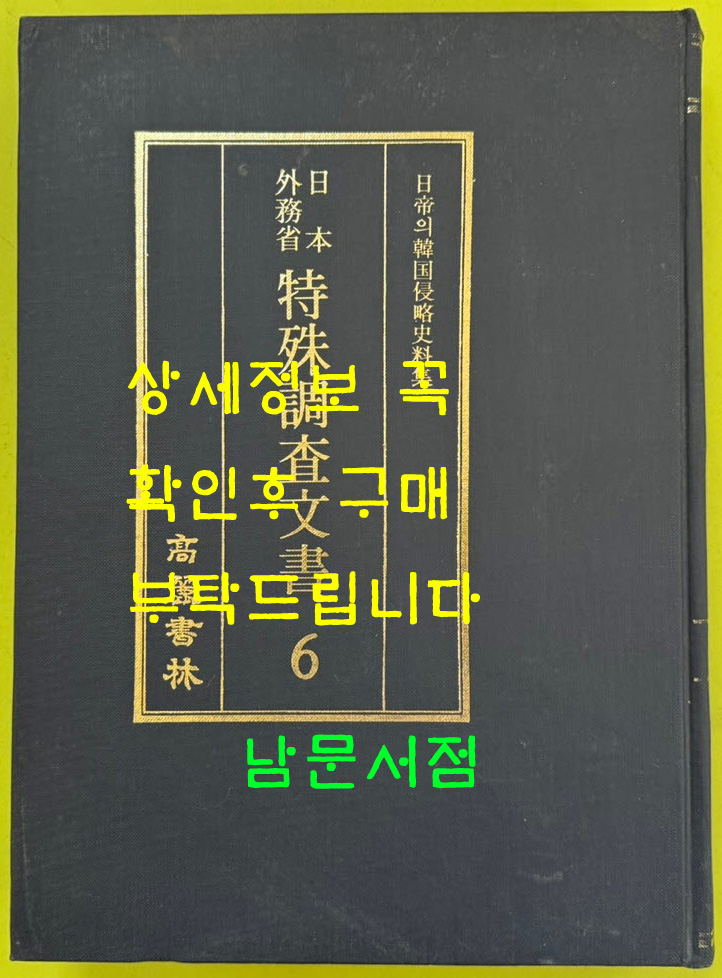 日帝의韓国侵略史料集
日本
外務省
特殊調査文書 6
高麗書林
상세정보 꼭
확인후 구매
부탁드립니다
남문서점